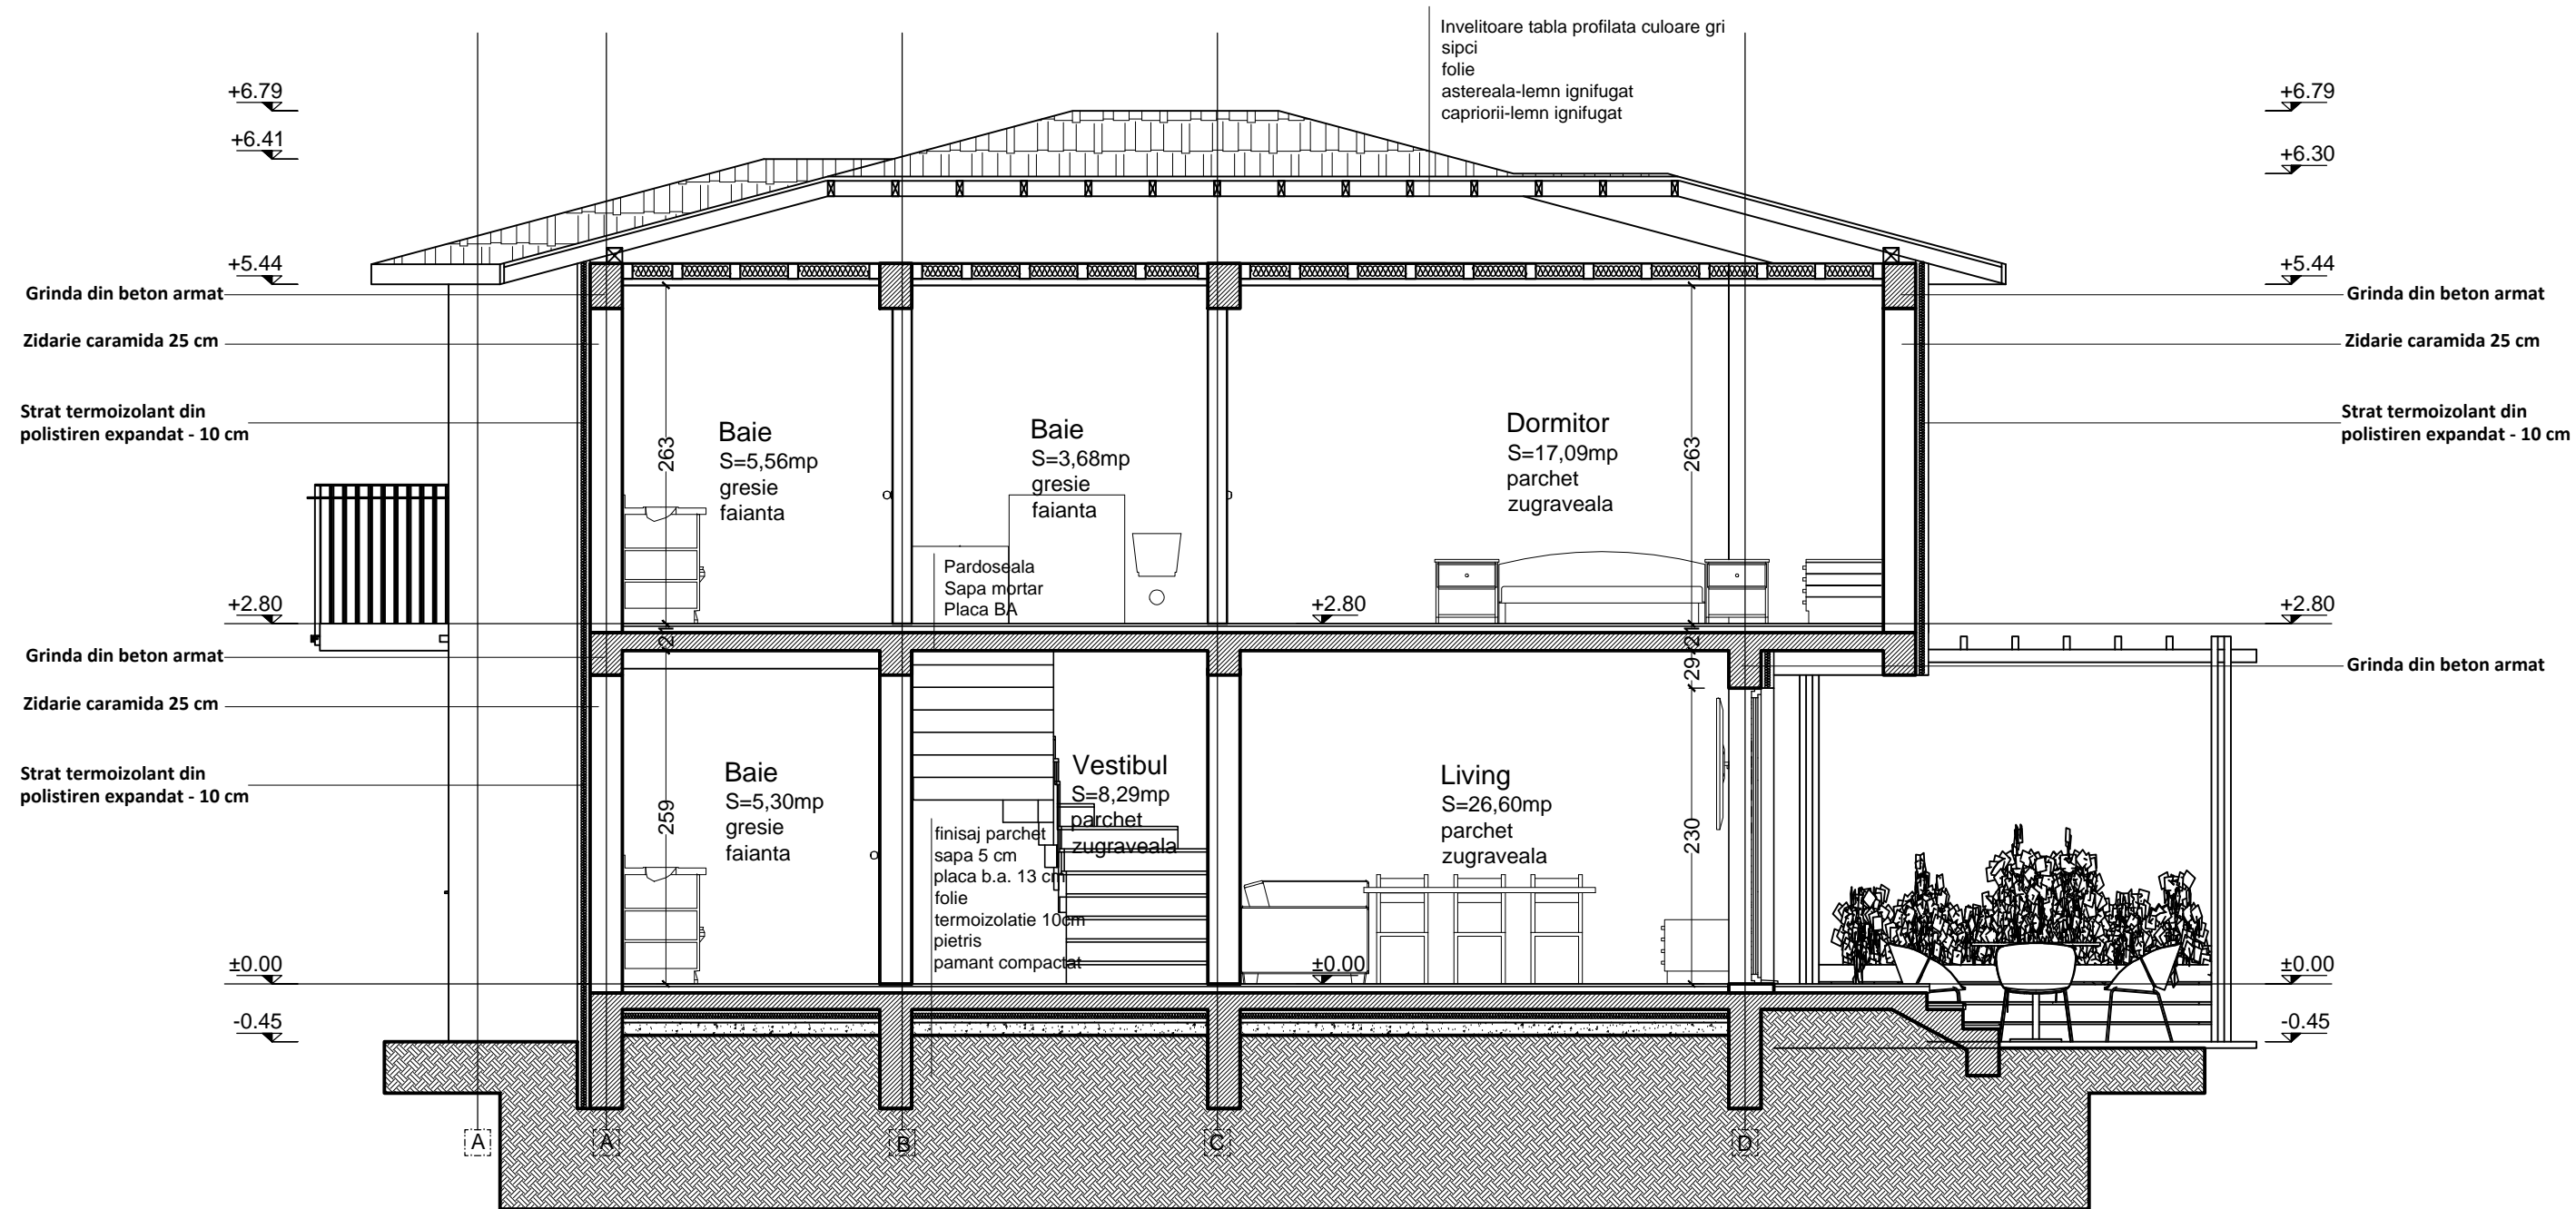 Invelitoare tabla profilata culoare gri
sipci
folie
astereala-lemn ignifugat
capriorii-lemn ignifugat
+6.79
+6.41
+5.44
Grinda din beton armat
Zidarie caramida 25 cm
Strat termoizolant din
polistiren expandat - 10 cm
+2.80
Grinda din beton armat
Zidarie caramida 25 cm
Strat termoizolant din
polistiren expandat - 10 cm
±0.00
-0.45
263
Baie
S=5,56mp
gresie
faianta
Baie
S=3,68mp
gresie
faianta
Pardoseala
Sapa mortar
Placa BA
Dormitor
S=17,09mp
parchet
zugraveala
263
+2.80
21
21
29
259
Baie
S=5,30mp
gresie
faianta
Vestibul
S=8,29mp
parchet
zugraveala
finisaj parchet
sapa 5 cm
placa b.a. 13 cm
folie
termoizolatie 10cm
pietris
pamant compactat
Living
S=26,60mp
parchet
zugraveala
230
±0.00
+6.79
+6.30
+5.44
Grinda din beton armat
Zidarie caramida 25 cm
Strat termoizolant din
polistiren expandat - 10 cm
+2.80
Grinda din beton armat
±0.00
-0.45
A
A
B
C
D